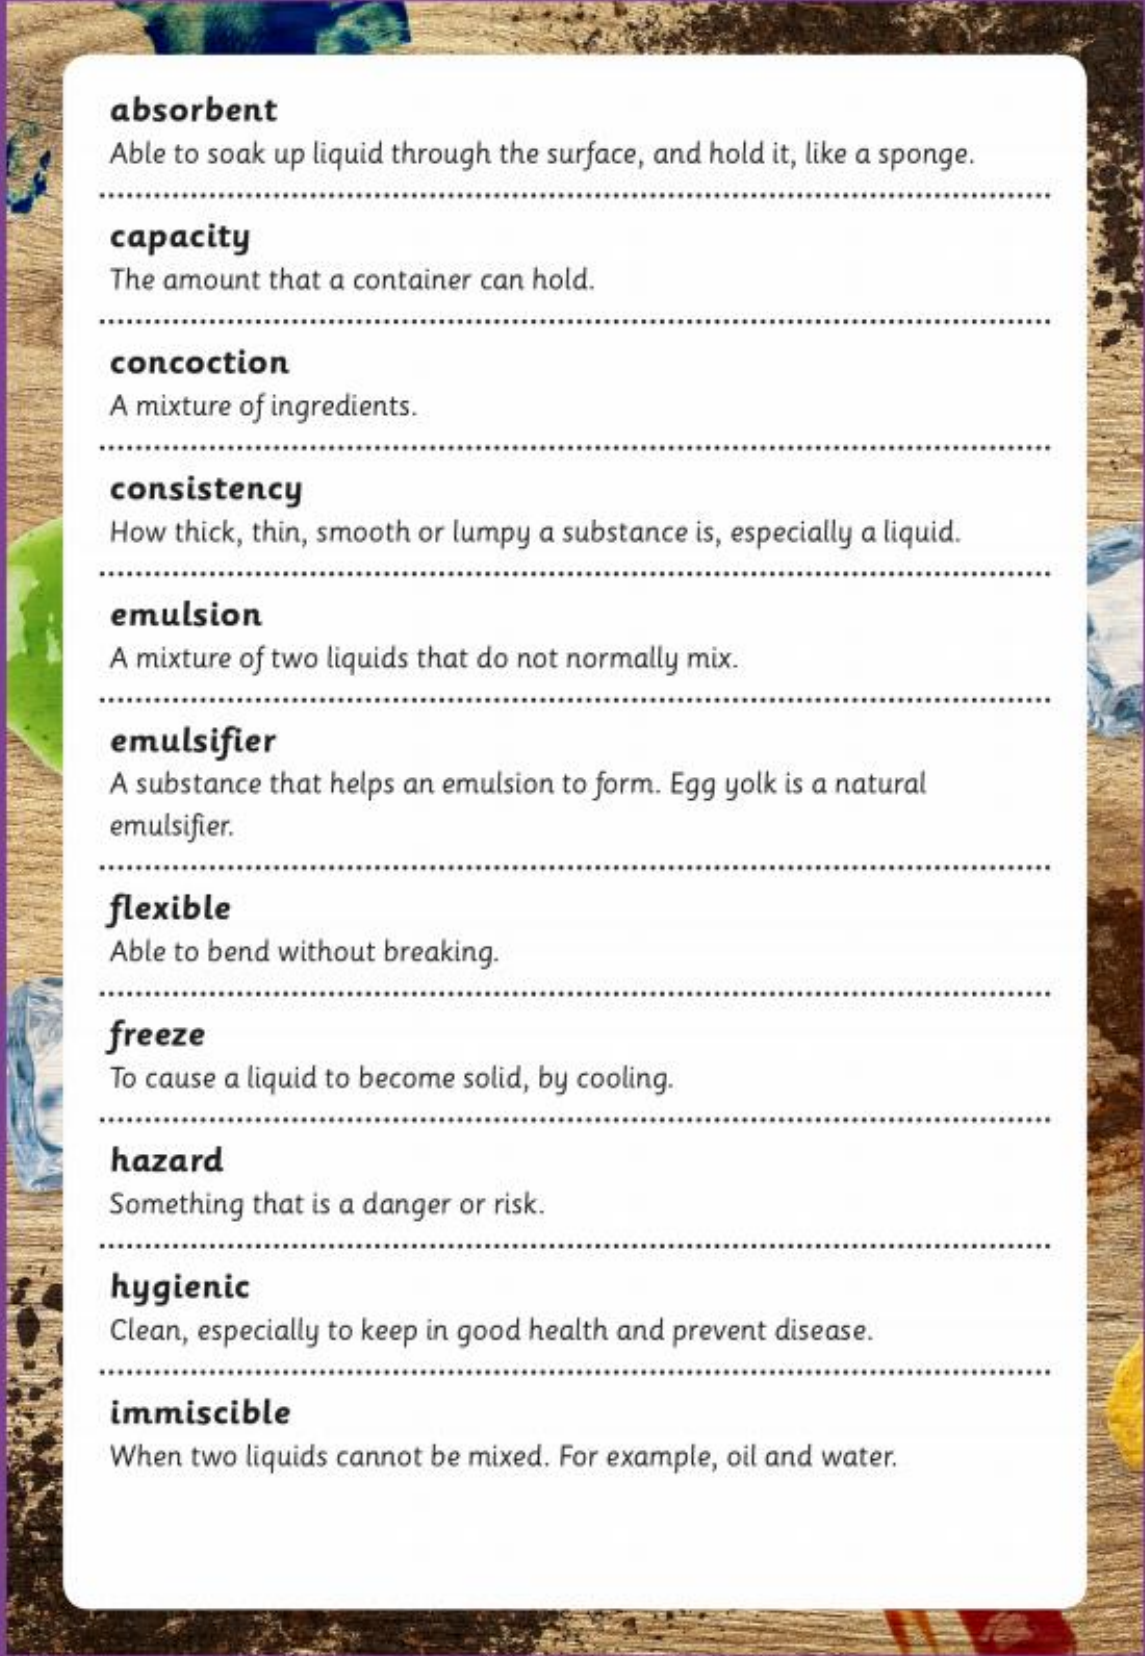 absorbent
Able to soak up liquid through the surface, and hold it, like a sponge.
capacity
The amount that a container can hold.
concoction
A mixture of ingredients.
consistency
How thick, thin, smooth or lumpy a substance is, especially a liquid.
emulsion
A mixture of two liquids that do not normally mix.
emulsifier
A substance that helps an emulsion to form. Egg yolk is a natural
emulsifier.
flexible
Able to bend without breaking.
freeze
To cause a liquid to become solid, by cooling.
hazard
Something that is a danger or risk.
hygienic
Clean, especially to keep in good health and prevent disease.
immiscible
When two liquids cannot be mixed. For example, oil and water.